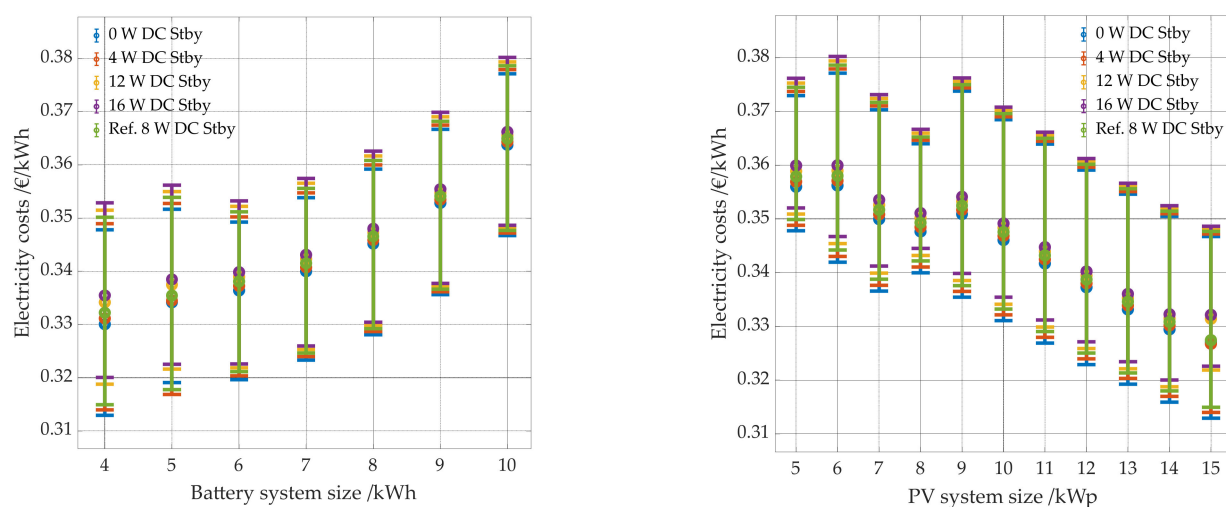 0 W DC Stby
4 W DC Stby
12 W DC Stby
16 W DC Stby
Ref. 8 W DC Stby
Electricity costs /€/kWh
0.38
0.37
0.36
0.35
0.34
0.33
0.32
0.31
4 5 6 7 8 9 10
Battery system size /kWh
0 W DC Stby
4 W DC Stby
12 W DC Stby
16 W DC Stby
Ref. 8 W DC Stby
Electricity costs /€/kWh
0.38
0.37
0.36
0.35
0.34
0.33
0.32
0.31
5 6 7 8 9 10 11 12 13 14 15
PV system size /kWp